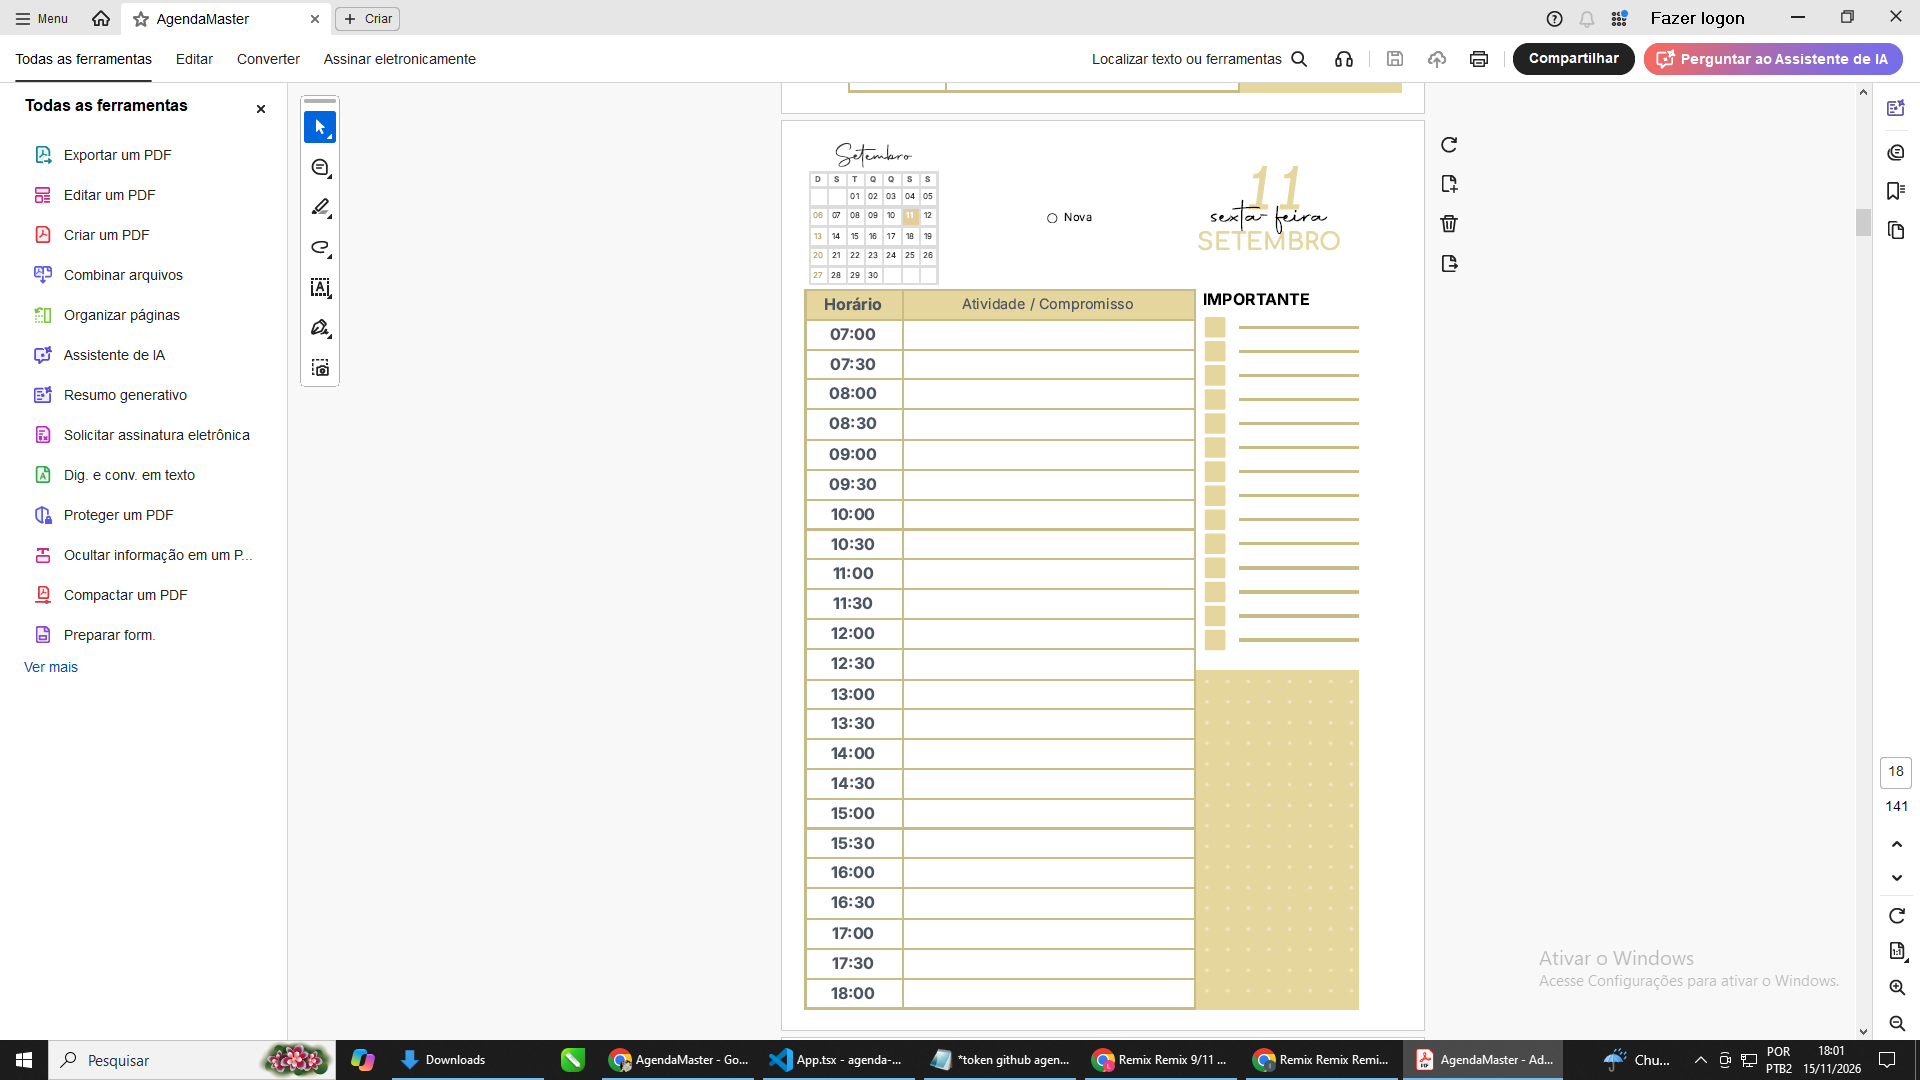 Menu
AgendaMaster
Criar
Fazer logon
Todas as ferramentas
Editar
Converter
Assinar eletronicamente
Localizar texto ou ferramentas
Compartilhar
Perguntar ao Assistente de IA
Todas as ferramentas
Exportar um PDF
Editar um PDF
Criar um PDF
Combinar arquivos
Organizar páginas
Assistente de IA
Resumo generativo
Solicitar assinatura eletrônica
Dig. e conv. em texto
Proteger um PDF
Ocultar informação em um P...
Compactar um PDF
Preparar form.
Ver mais
Setembro
D S T Q Q S S
01 02 03 04 05
06 07 08 09 10 11 12
13 14 15 16 17 18 19
20 21 22 23 24 25 26
27 28 29 30
Nova
11
sexta-feira
SETEMBRO
Horário Atividade / Compromisso
07:00
07:30
08:00
08:30
09:00
09:30
10:00
10:30
11:00
11:30
12:00
12:30
13:00
13:30
14:00
14:30
15:00
15:30
16:00
16:30
17:00
17:30
18:00
IMPORTANTE
18
141
Ativar o Windows
Acesse Configurações para ativar o Windows.
Pesquisar
Downloads
AgendaMaster - Go...
App.tsx - agenda-...
*token github agen...
Remix Remix 9/11 ...
Remix Remix Remi...
AgendaMaster - Ad...
Chu...
POR
PTB2
18:01
15/11/2026